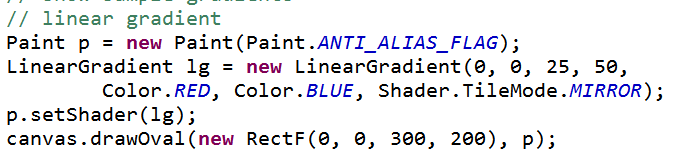 // linear gradient
Paint p = new Paint(Paint.ANTI_ALIAS_FLAG);
LinearGradient lg = new LinearGradient(0, 0, 25, 50,
Color.RED, Color.BLUE, Shader.TileMode.MIRROR);
p.setShader(lg);
canvas.drawOval(new RectF(0, 0, 300, 200), p);